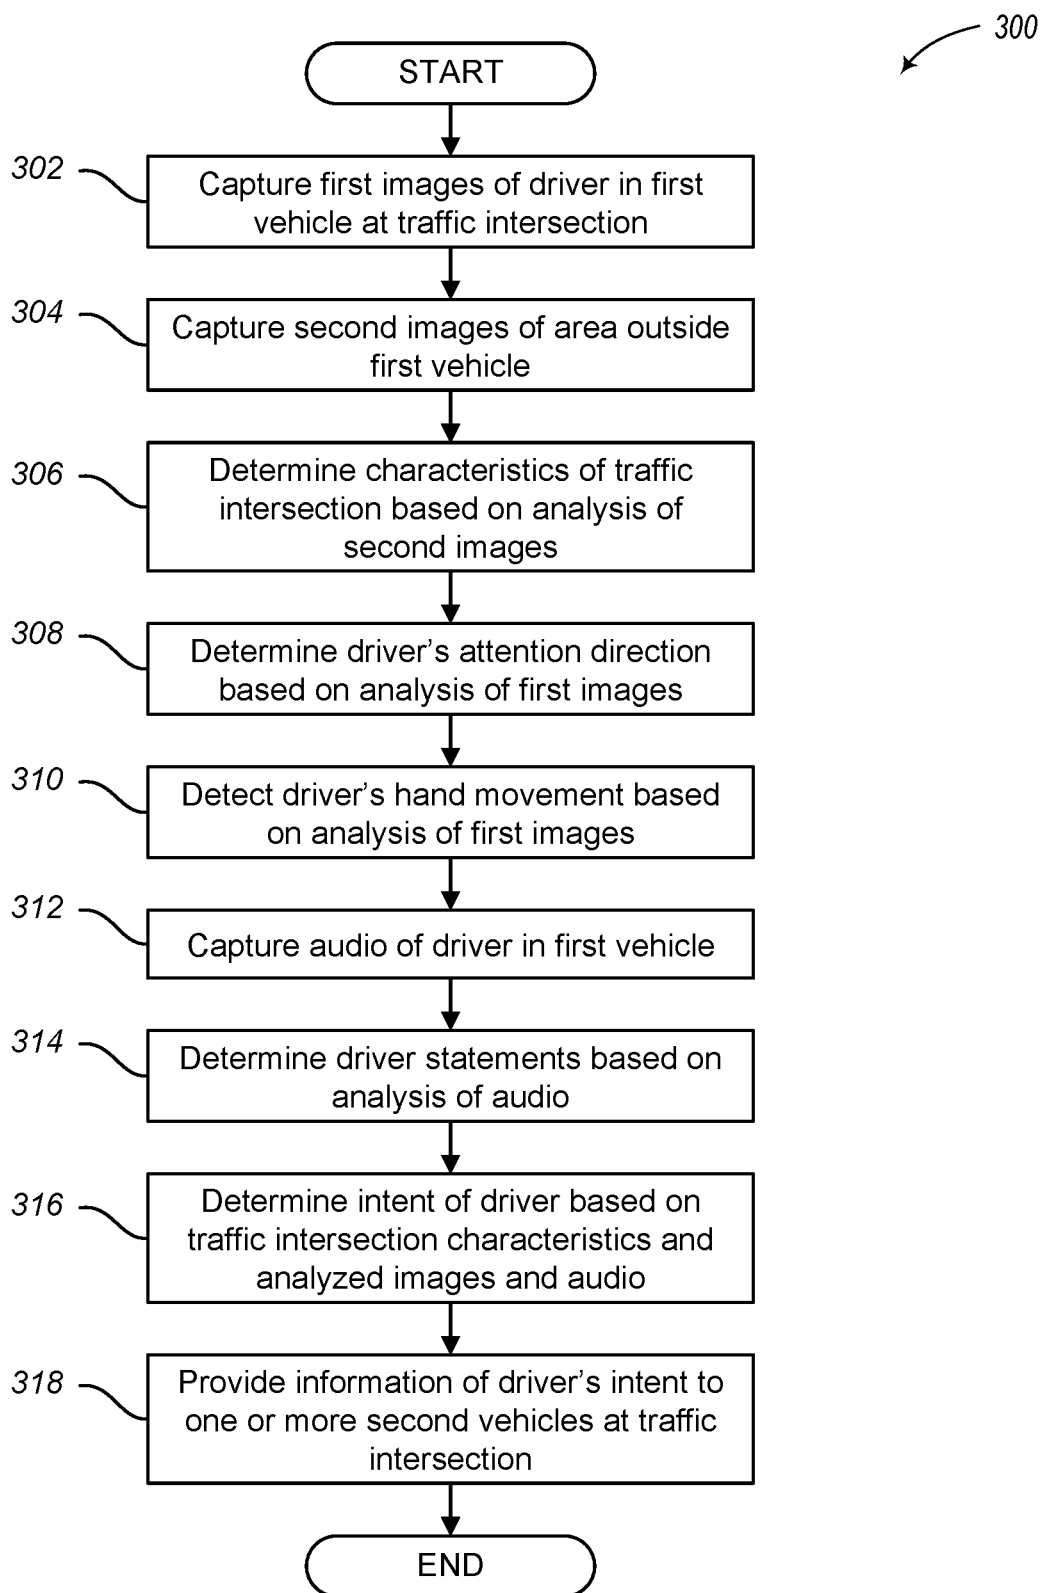 300
START
302
Capture first images of driver in first
vehicle at traffic intersection
304
Capture second images of area outside
first vehicle
306
Determine characteristics of traffic
intersection based on analysis of
second images
308
Determine driver’s attention direction
based on analysis of first images
310
Detect driver’s hand movement based
on analysis of first images
312
Capture audio of driver in first vehicle
314
Determine driver statements based on
analysis of audio
316
Determine intent of driver based on
traffic intersection characteristics and
analyzed images and audio
318
Provide information of driver’s intent to
one or more second vehicles at traffic
intersection
END